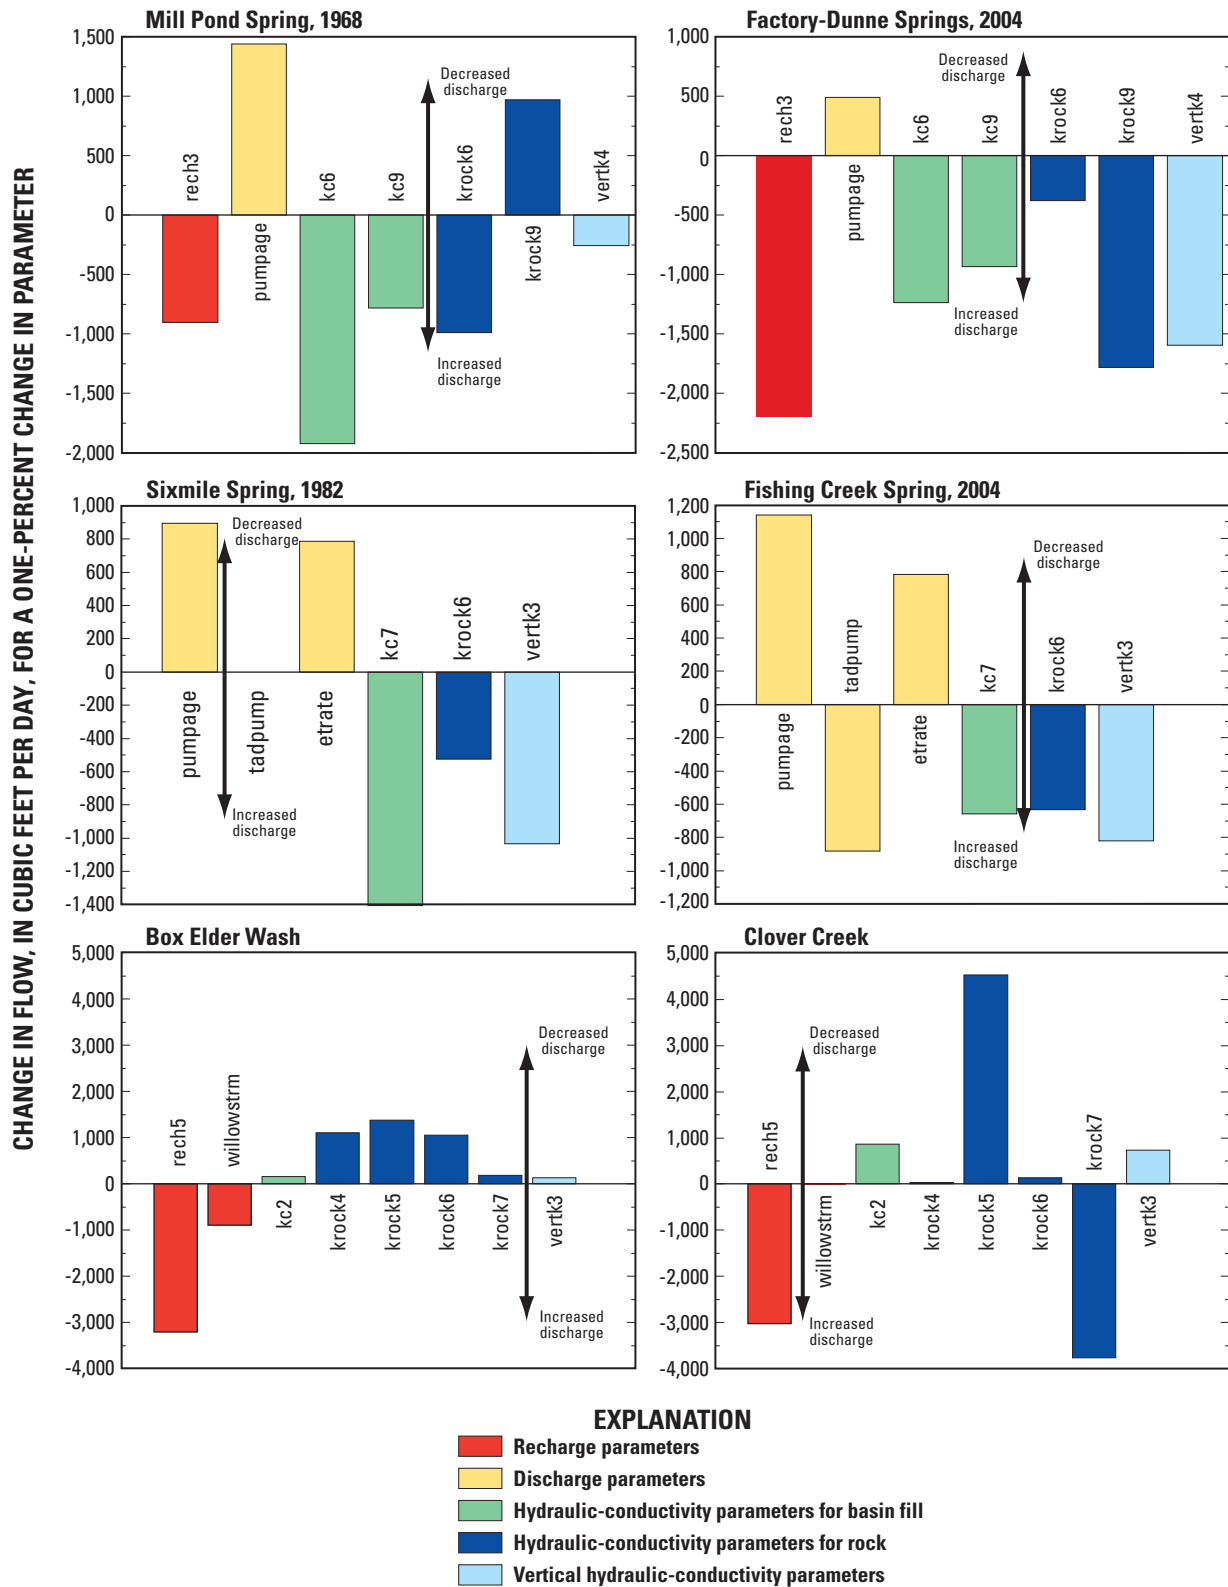 CHANGE IN FLOW, IN CUBIC FEET PER DAY, FOR A ONE-PERCENT CHANGE IN PARAMETER
Mill Pond Spring, 1968
1,500
1,000
500
0
-500
-1,000
-1,500
-2,000
rech3
pumpage
kc6
kc9
krock6
krock9
vertk4
Decreased
discharge
Increased
discharge
Factory-Dunne Springs, 2004
1,000
500
0
-500
-1,000
-1,500
-2,000
-2,500
rech3
pumpage
kc6
kc9
krock6
krock9
vertk4
Decreased
discharge
Increased
discharge
Sixmile Spring, 1982
1,000
800
600
400
200
0
-200
-400
-600
-800
-1,000
-1,200
-1,400
pumpage
tadpump
etrate
kc7
krock6
vertk3
Decreased
discharge
Increased
discharge
Fishing Creek Spring, 2004
1,200
1,000
800
600
400
200
0
-200
-400
-600
-800
-1,000
-1,200
pumpage
tadpump
etrate
kc7
krock6
vertk3
Decreased
discharge
Increased
discharge
Box Elder Wash
5,000
4,000
3,000
2,000
1,000
0
-1,000
-2,000
-3,000
-4,000
rech5
willowstrm
kc2
krock4
krock5
krock6
krock7
vertk3
Decreased
discharge
Increased
discharge
Clover Creek
5,000
4,000
3,000
2,000
1,000
0
-1,000
-2,000
-3,000
-4,000
rech5
willowstrm
kc2
krock4
krock5
krock6
krock7
vertk3
Decreased
discharge
Increased
discharge
EXPLANATION
Recharge parameters
Discharge parameters
Hydraulic-conductivity parameters for basin fill
Hydraulic-conductivity parameters for rock
Vertical hydraulic-conductivity parameters